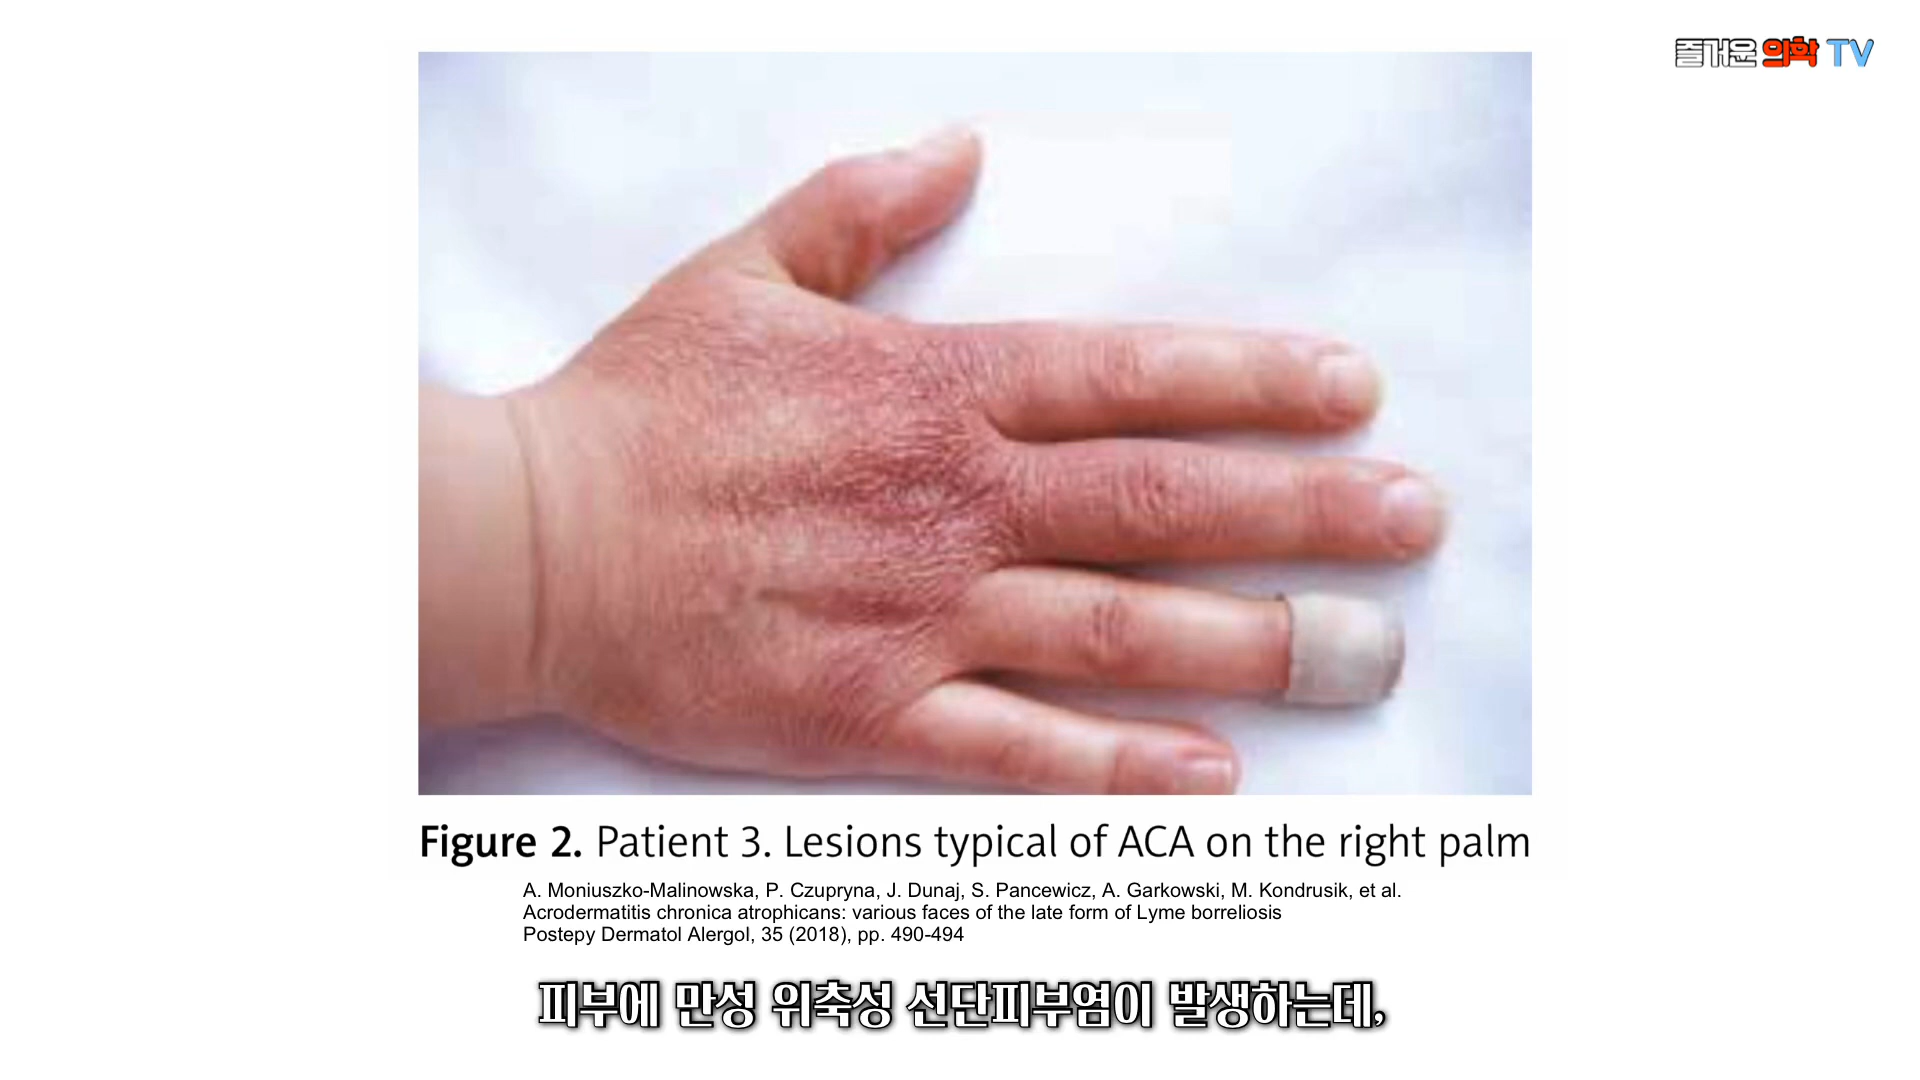 즐거운 의학 TV
Figure 2. Patient 3. Lesions typical of ACA on the right palm
A. Moniuszko-Malinowska, P. Czupryna, J. Dunaj, S. Pancewicz, A. Garkowski, M. Kondrusik, et al.
Acrodermatitis chronica atrophicans: various faces of the late form of Lyme borreliosis
Postepy Dermatol Alergol, 35 (2018), pp. 490-494
피부에 만성 위축성 선단피부염이 발생하는데,